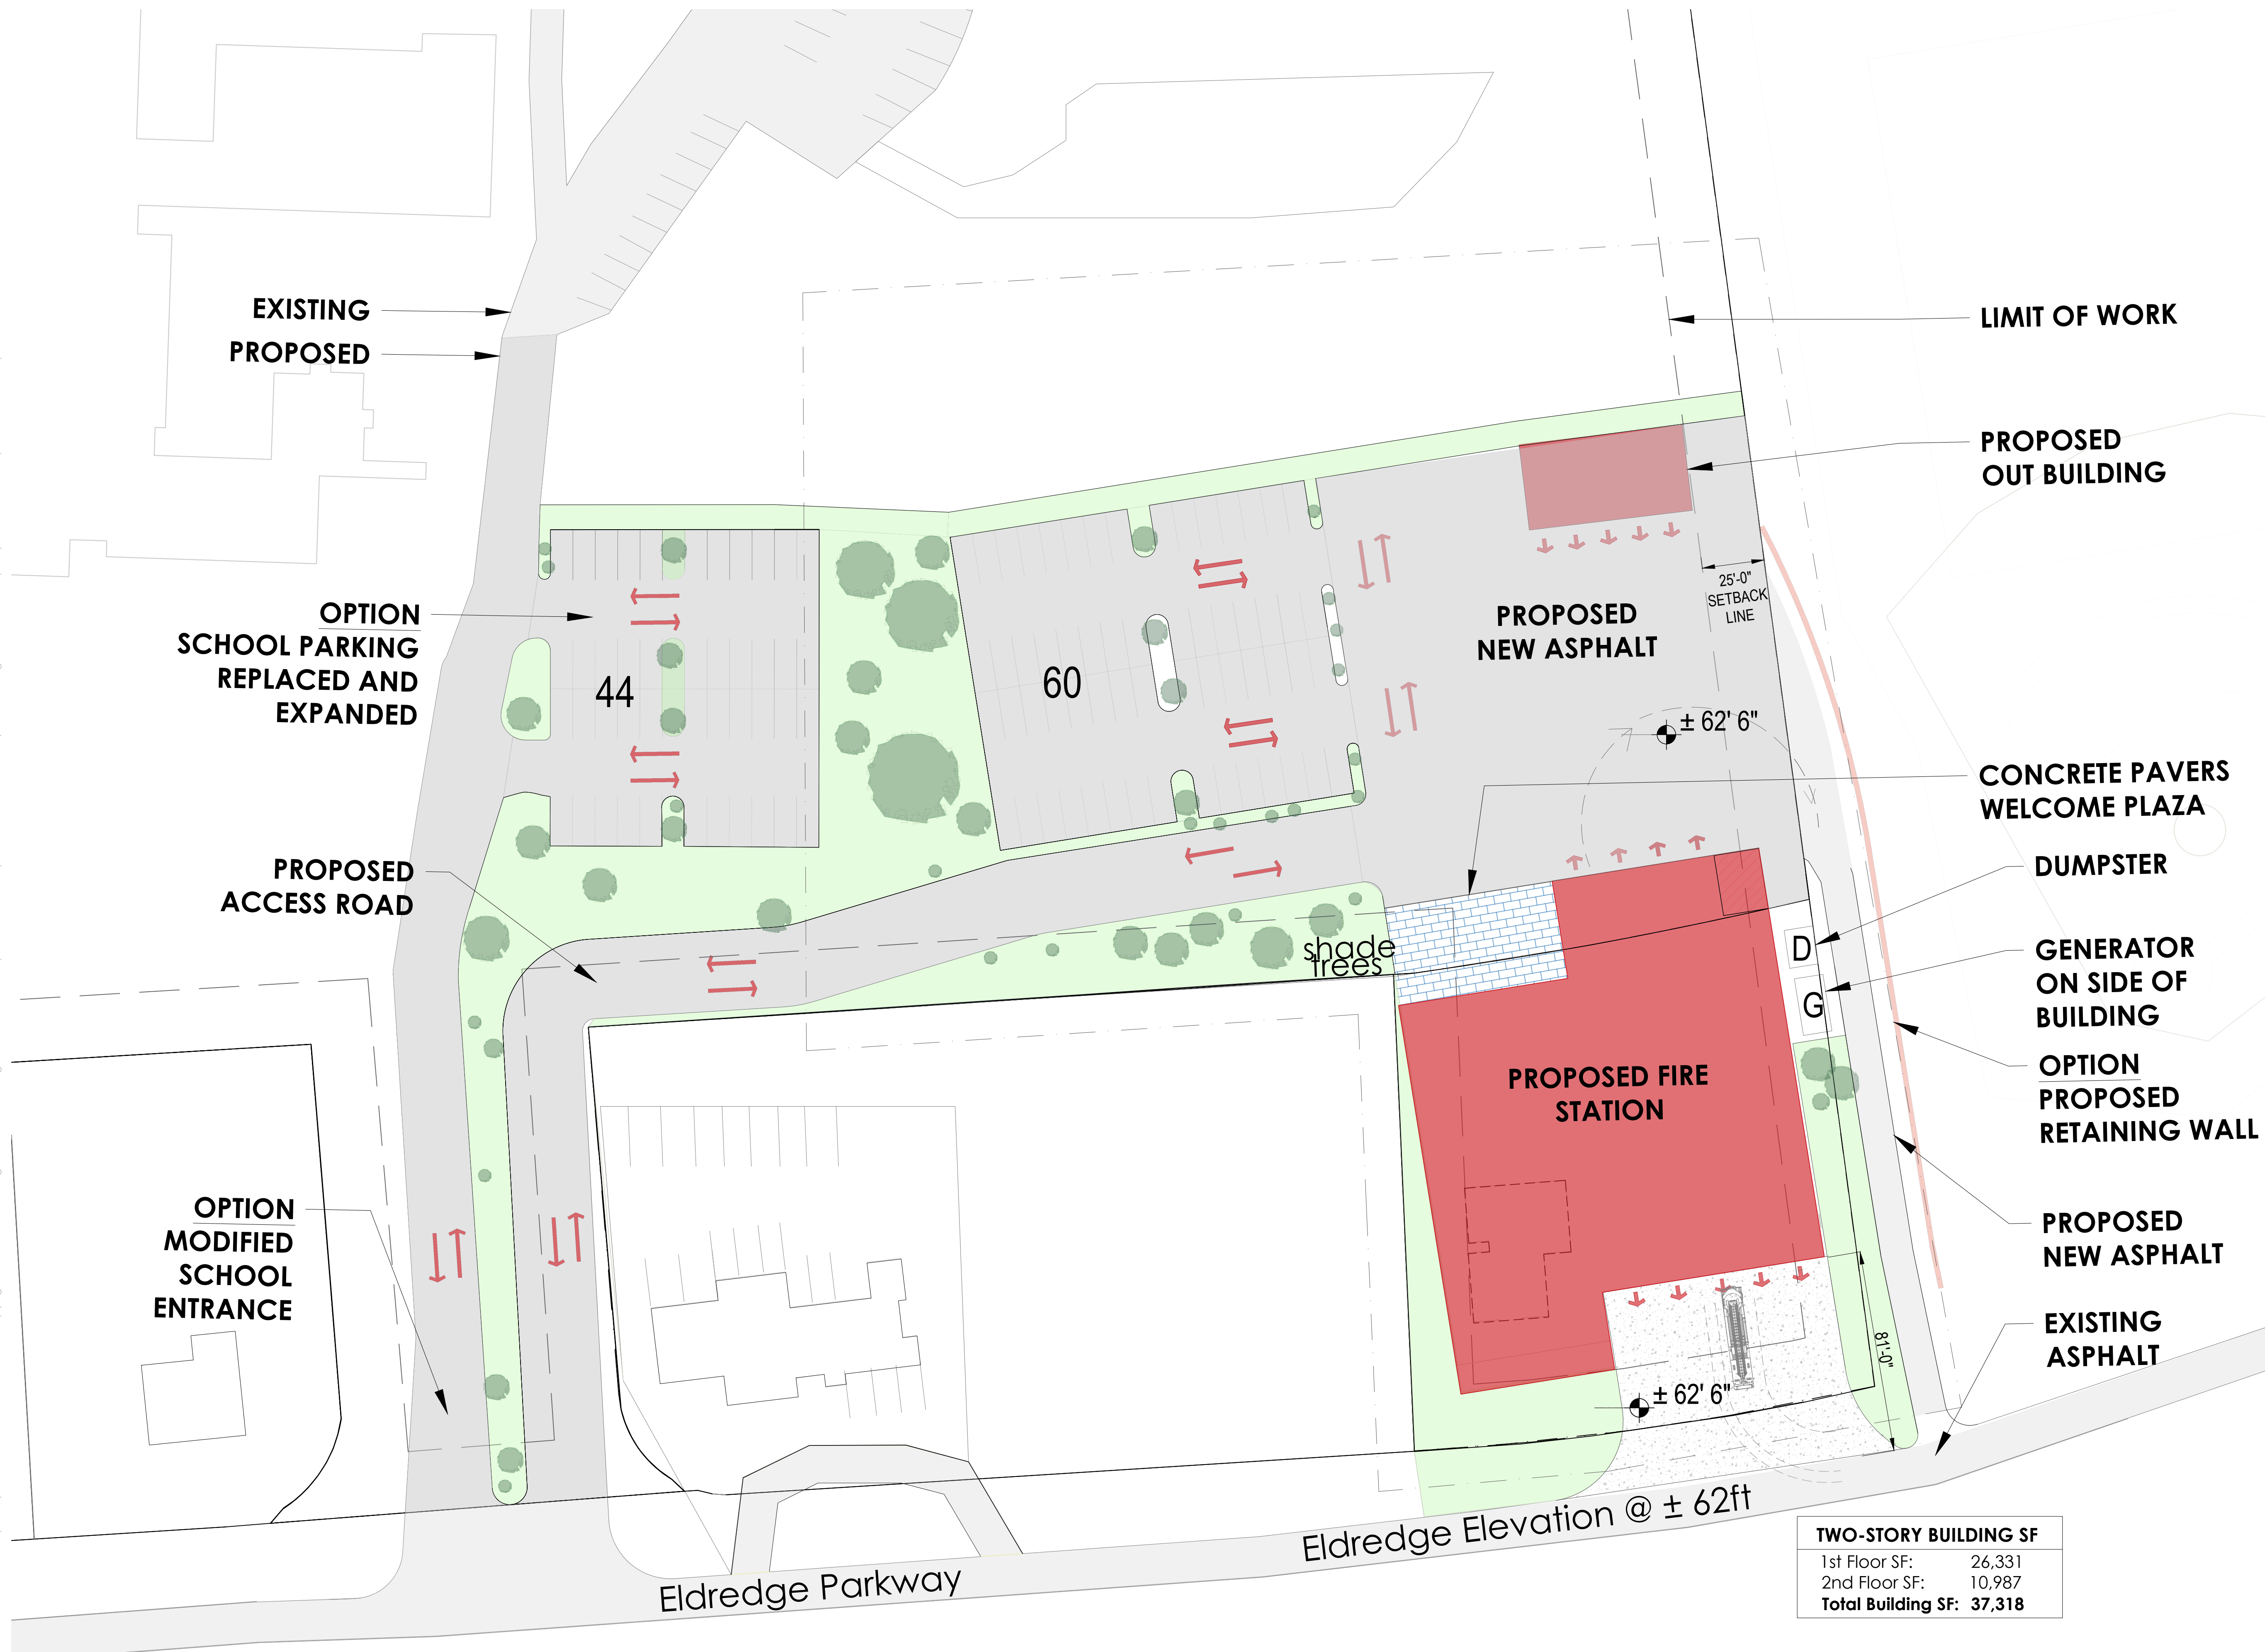 EXISTING
PROPOSED
LIMIT OF WORK
PROPOSED
OUT BUILDING
25'-0"
SETBACK
LINE
OPTION
SCHOOL PARKING
REPLACED AND
EXPANDED
44
60
PROPOSED
NEW ASPHALT
± 62' 6"
CONCRETE PAVERS
WELCOME PLAZA
PROPOSED
ACCESS ROAD
DUMPSTER
shade
trees
D
G
GENERATOR
ON SIDE OF
BUILDING
PROPOSED FIRE
STATION
OPTION
PROPOSED
RETAINING WALL
OPTION
MODIFIED
SCHOOL
ENTRANCE
PROPOSED
NEW ASPHALT
81'-0"
EXISTING
ASPHALT
± 62' 6"
Eldredge Elevation @ ± 62ft
Eldredge Parkway
TWO-STORY BUILDING SF
1st Floor SF: 26,331
2nd Floor SF: 10,987
Total Building SF: 37,318